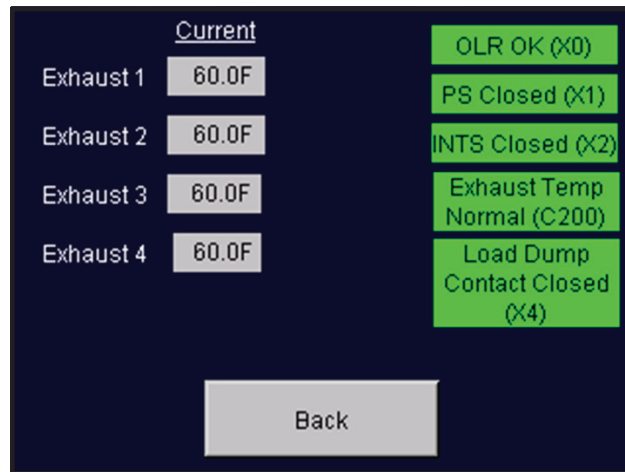 Current
OLR OK (X0)
Exhaust 1 60.0F
PS Closed (X1)
Exhaust 2 60.0F
INTS Closed (X2)
Exhaust 3 60.0F
Exhaust Temp
Normal (C200)
Exhaust 4 60.0F
Load Dump
Contact Closed
(X4)
Back